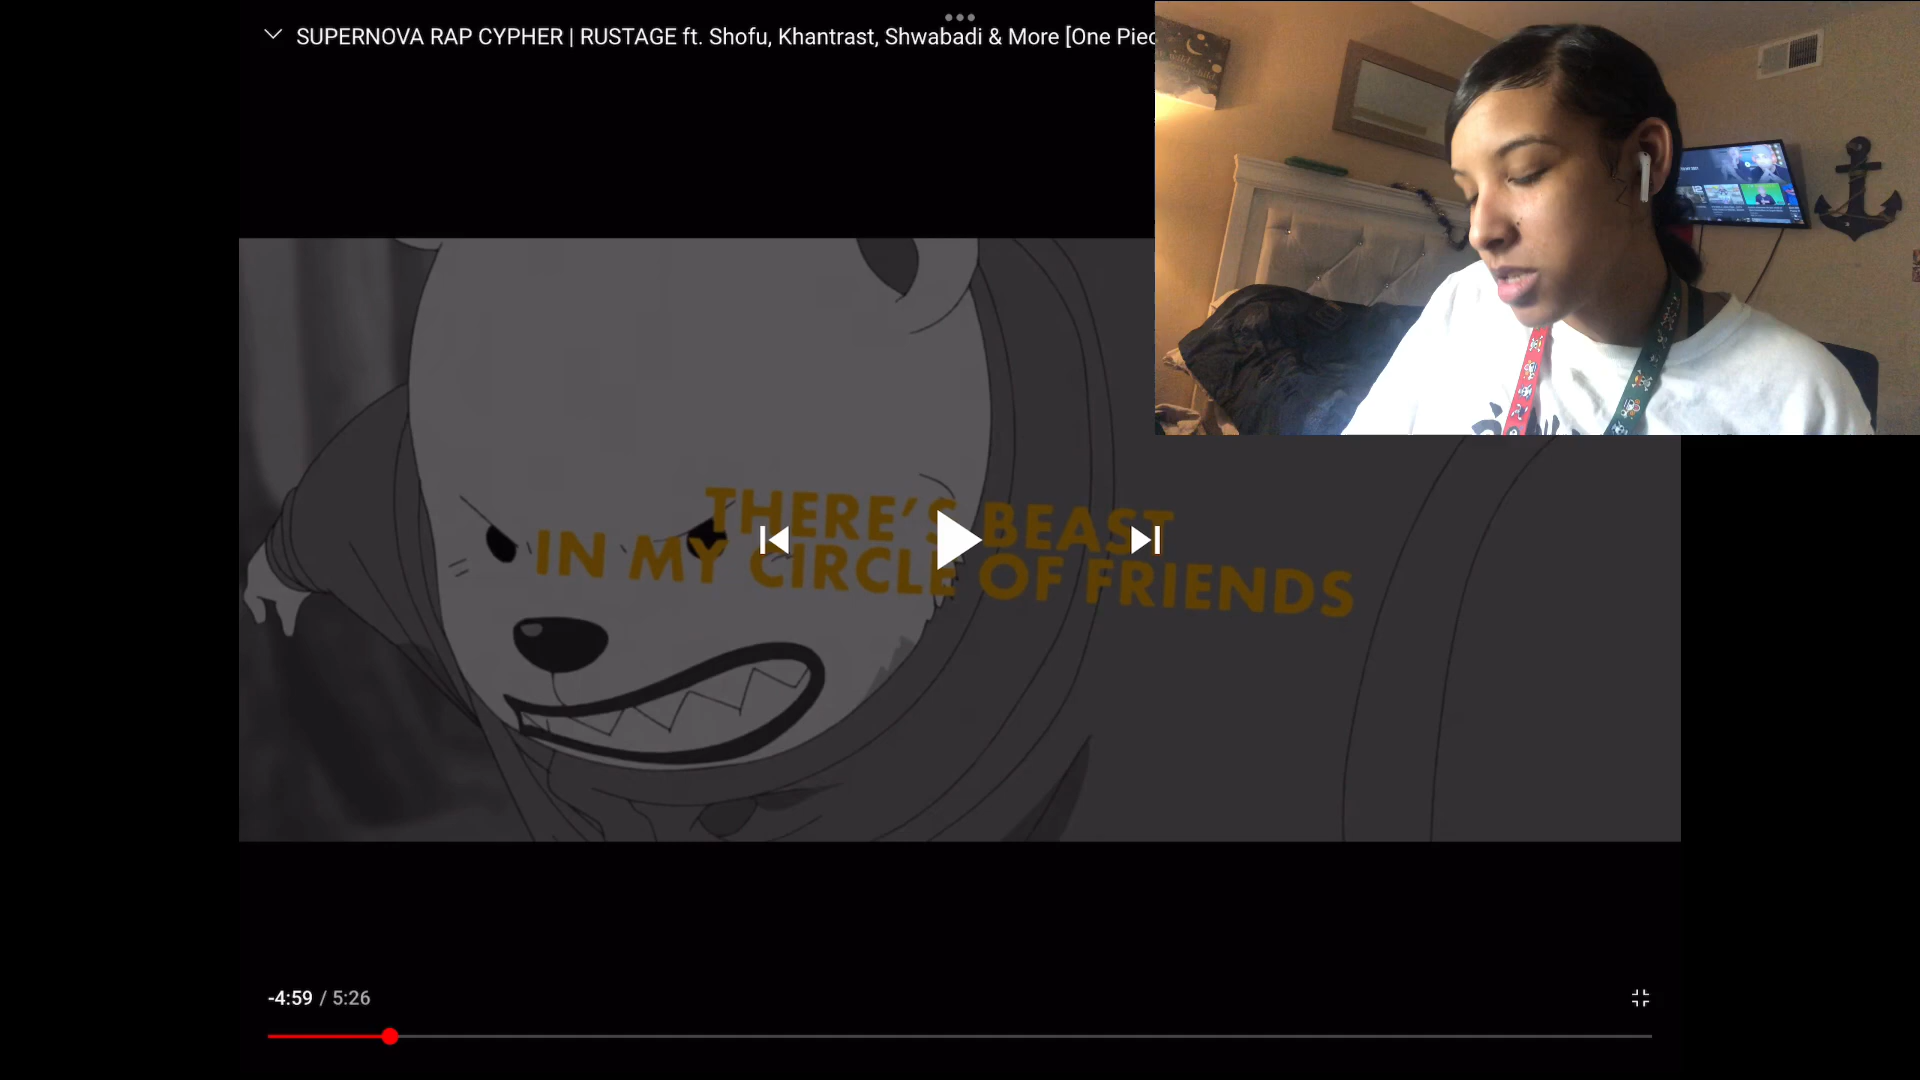 SUPERNOVA RAP CYPHER | RUSTAGE ft. Shofu, Khantrast, Shwabadi & More [One Piec
THERE'S BEAST
IN MY CIRCLE OF FRIENDS
-4:59 / 5:26